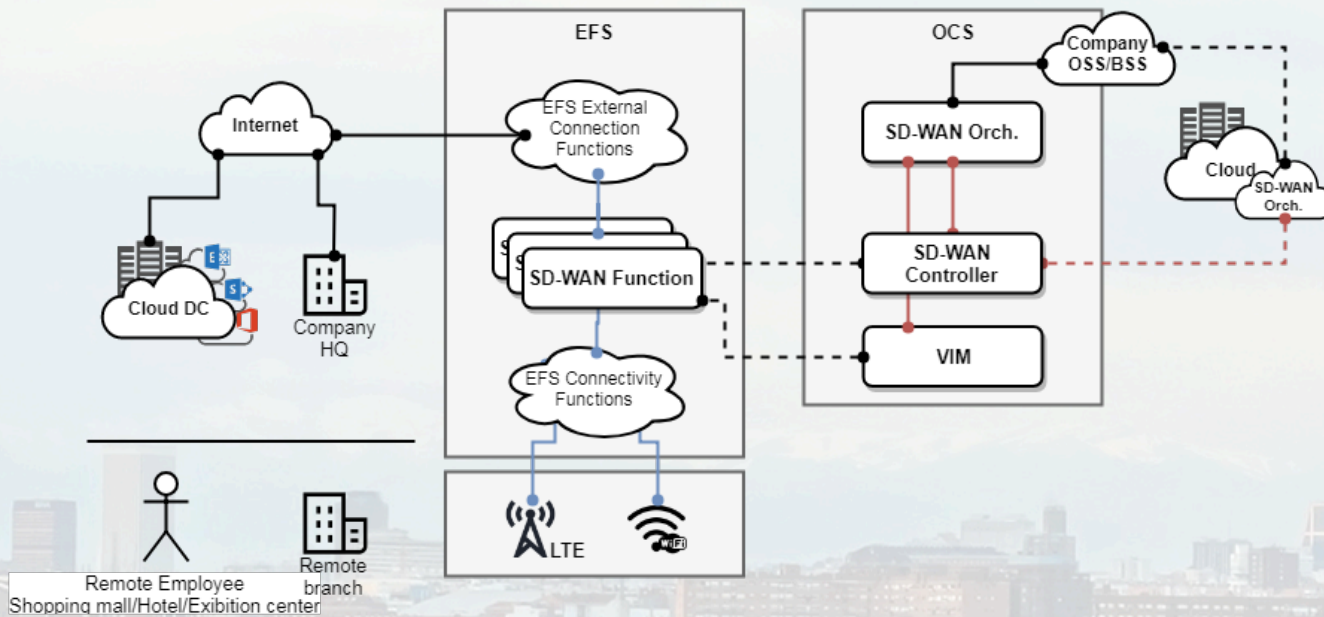 EFS
OCS
Company
OSS/BSS
EFS External
Connection
Functions
Internet
SD-WAN Orch.
Cloud
SD-WAN
Orch.
S
S
SD-WAN Function
SD-WAN
Controller
E
S
Cloud DC
Company
HQ
VIM
EFS Connectivity
Functions
LTE
WiFi
Remote
branch
Remote Employee
Shopping mall/Hotel/Exibition center